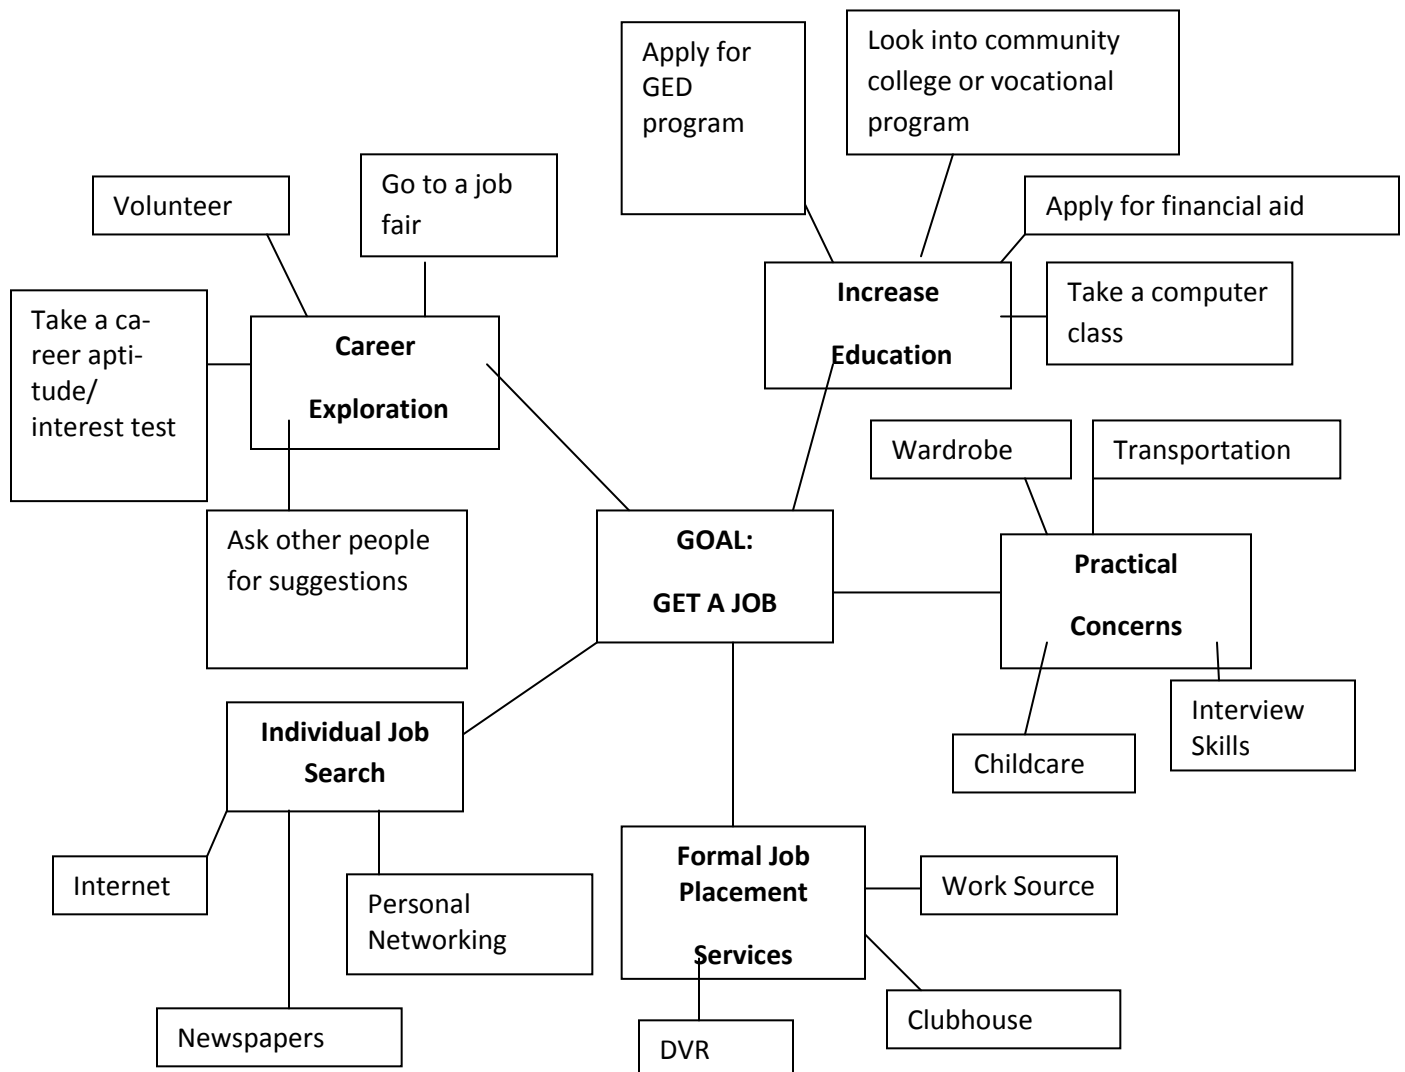 Apply for
GED
program
Look into community
college or vocational
program
Volunteer
Go to a job
fair
Apply for financial aid
Take a ca-
reer apti-
tude/
interest test
Career
Exploration
Increase
Education
Take a computer
class
Wardrobe
Transportation
Ask other people
for suggestions
GOAL:
GET A JOB
Practical
Concerns
Individual Job
Search
Interview
Skills
Childcare
Internet
Personal
Networking
Formal Job
Placement
Services
Work Source
Newspapers
Clubhouse
DVR